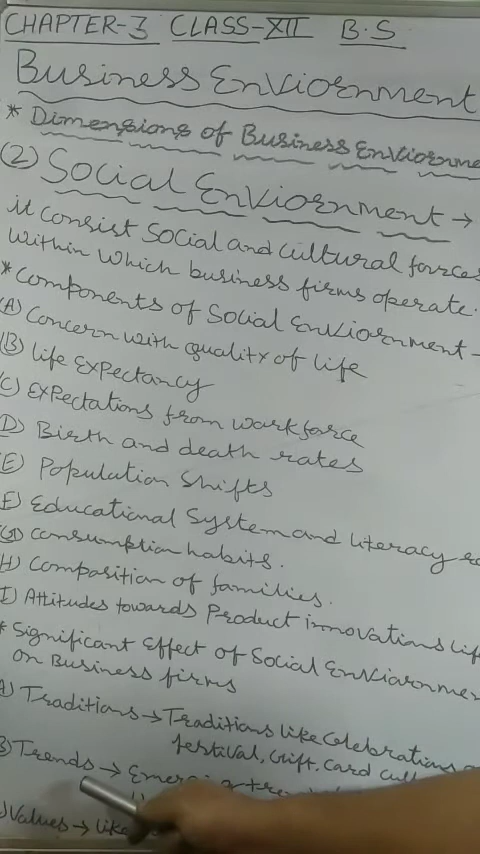 CHAPTER-3 CLASS-XII B.S
Business Enviornment
* Dimensions of Business Enviornme
(2) Social Enviornment →
It consist Social and cultural forces
within which business firms operate.
* Components of Social Enviornment -
(A) Concern with quality of life
(B) life Expectancy
(C) Expectations from workforce
(D) Birth and death rates
(E) Population Shifts
(F) Educational System and literacy
(G) Consumption habits.
(H) Composition of families.
(I) Attitudes towards Product innovations lif
* Significant Effect of Social Enviornmen
on Business firms
A) Traditions → Traditions like Celebrations
festival, Gift, Card cul
B) Trends →
) Values → like